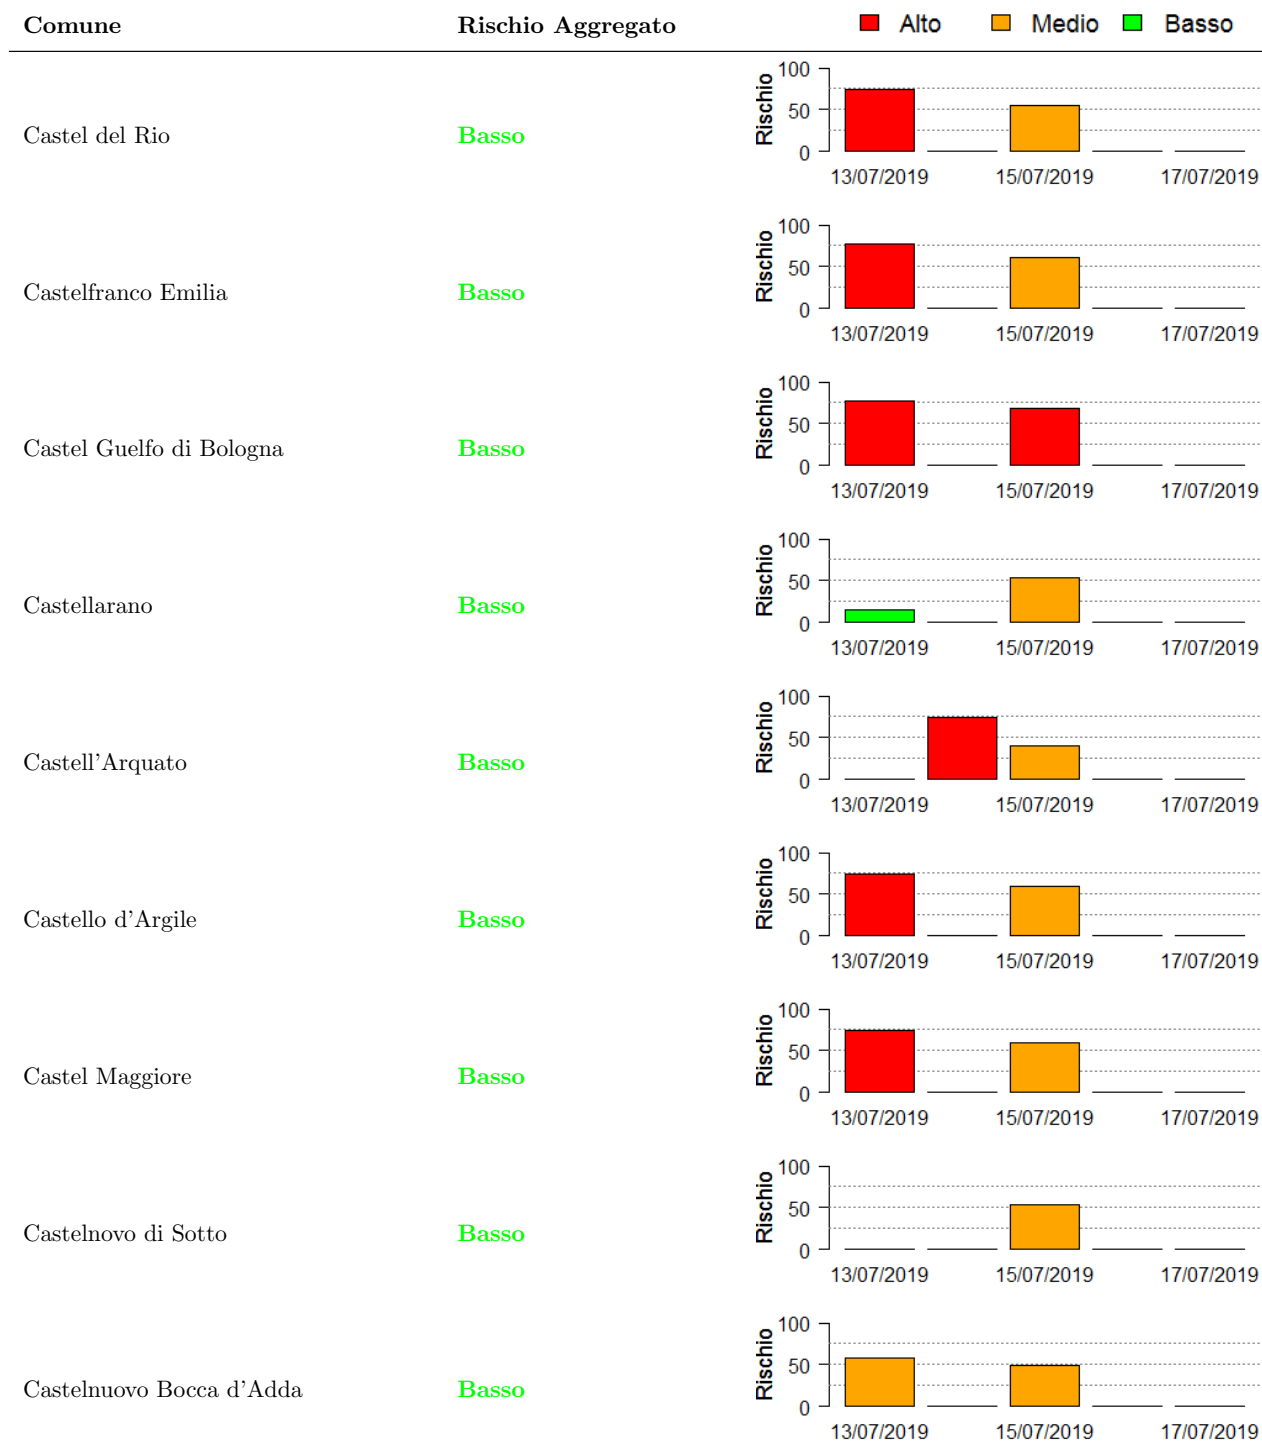 Comune Rischio Aggregato Alto Medio Basso
100
50
0
Rischio
Castel del Rio Basso
13/07/2019 15/07/2019 17/07/2019
100
50
0
Rischio
Castelfranco Emilia Basso
13/07/2019 15/07/2019 17/07/2019
100
50
0
Rischio
Castel Guelfo di Bologna Basso
13/07/2019 15/07/2019 17/07/2019
100
50
0
Rischio
Castellarano Basso
13/07/2019 15/07/2019 17/07/2019
100
50
0
Rischio
Castell'Arquato Basso
13/07/2019 15/07/2019 17/07/2019
100
50
0
Rischio
Castello d'Argile Basso
13/07/2019 15/07/2019 17/07/2019
100
50
0
Rischio
Castel Maggiore Basso
13/07/2019 15/07/2019 17/07/2019
100
50
0
Rischio
Castelnovo di Sotto Basso
13/07/2019 15/07/2019 17/07/2019
100
50
0
Rischio
Castelnuovo Bocca d'Adda Basso
13/07/2019 15/07/2019 17/07/2019